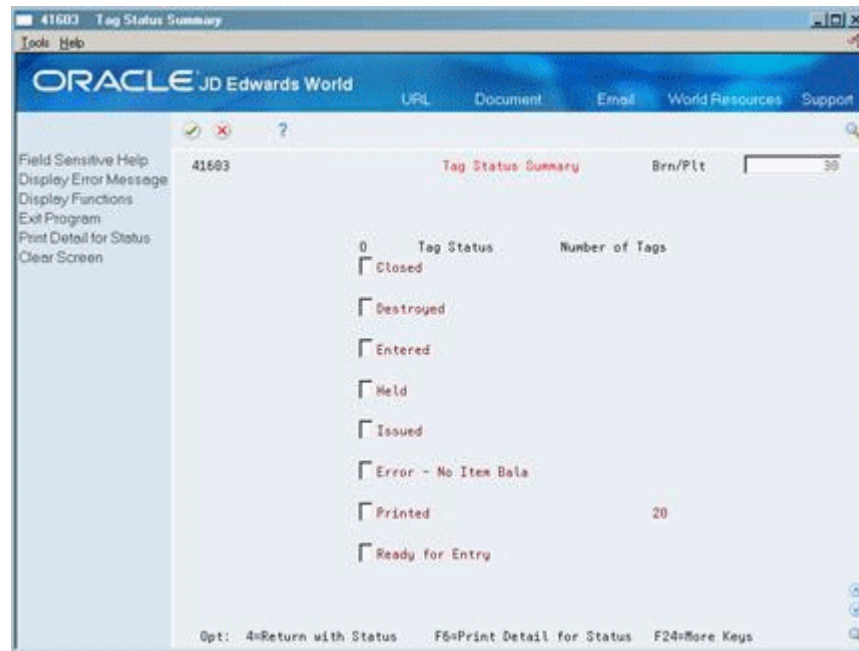 41603 Tag Status Summary
Tools Help
ORACLE JD Edwards World
URL Document Email World Resources Support
?
Field Sensitive Help
Display Error Message
Display Functions
Exit Program
Print Detail for Status
Clear Screen
41603 Tag Status Summary Brn/Plt 30
O Tag Status Number of Tags
Closed
Destroyed
Entered
Held
Issued
Error - No Item Bala
Printed 20
Ready for Entry
Opt: 4=Return with Status F6=Print Detail for Status F24=More Keys